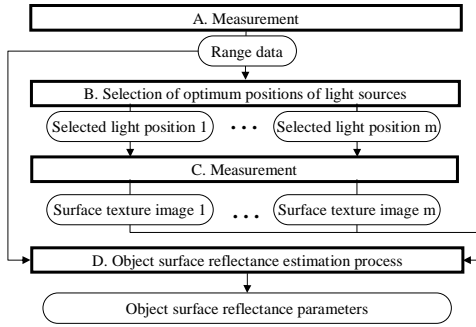 A. Measurement
Range data
B. Selection of optimum positions of light sources
Selected light position 1 ... Selected light position m
C. Measurement
Surface texture image 1 ... Surface texture image m
D. Object surface reflectance estimation process
Object surface reflectance parameters